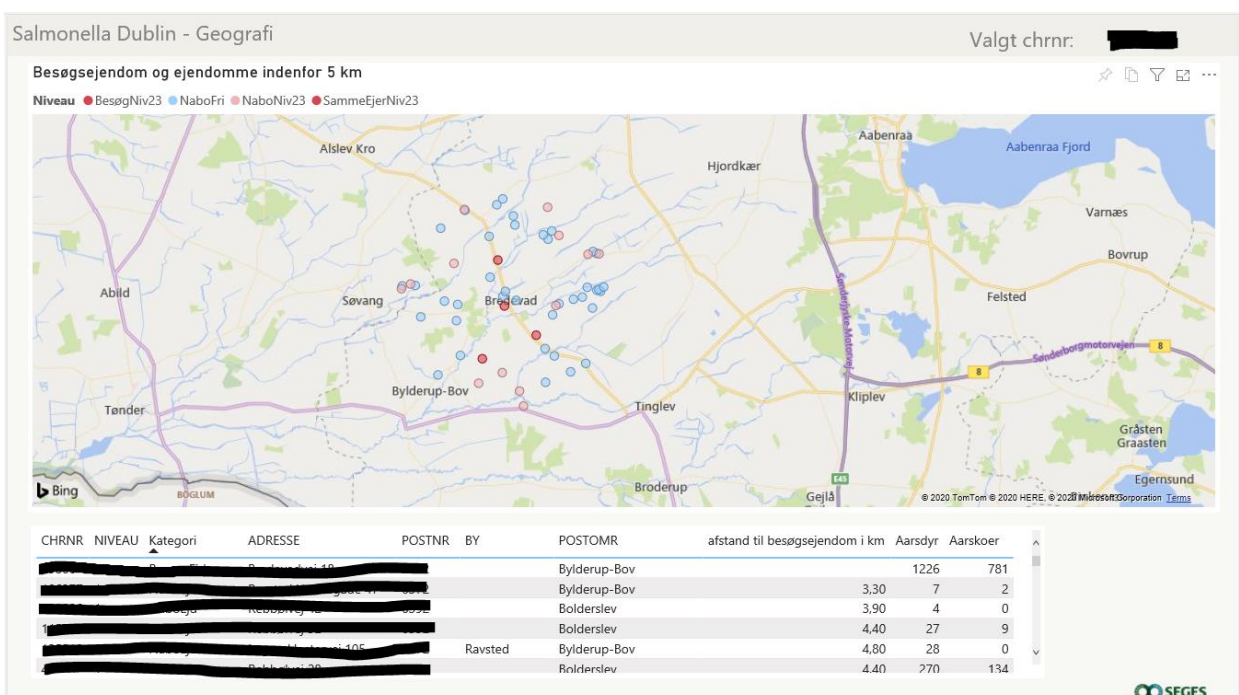 Salmonella Dublin - Geografi
Valgt chrnr:
Besøgsejendom og ejendomme indenfor 5 km
Niveau BesøgNiv23 NaboFri NaboNiv23 SammeEjerNiv23
Aabenraa
Alslev Kro
Aabenraa Fjord
Hjordkær
Varnæs
Bovrup
Abild
Søvang
Bredevad
Felsted
Sønderjyske Motorvej
Sønderborgmotorvejen 8
8
Bylderup-Bov
Kliplev
Tønder
Tinglev
Gråsten
Graasten
E45
Egernsund
Broderup
Bing
BÖGLUM
Gejlå
© 2020 TomTom © 2020 HERE, © 2020 Microsoft Corporation Terms
CHRNR NIVEAU Kategori ADRESSE POSTNR BY POSTOMR afstand til besøgsejendom i km Aarsdyr Aarskoer
Bylderup-Bov 1226 781
Bylderup-Bov 3,30 7 2
Bolderslev 3,90 4 0
Bolderslev 4,40 27 9
105 Ravsted Bylderup-Bov 4,80 28 0
Bolderslev 4,40 270 134
SEGES